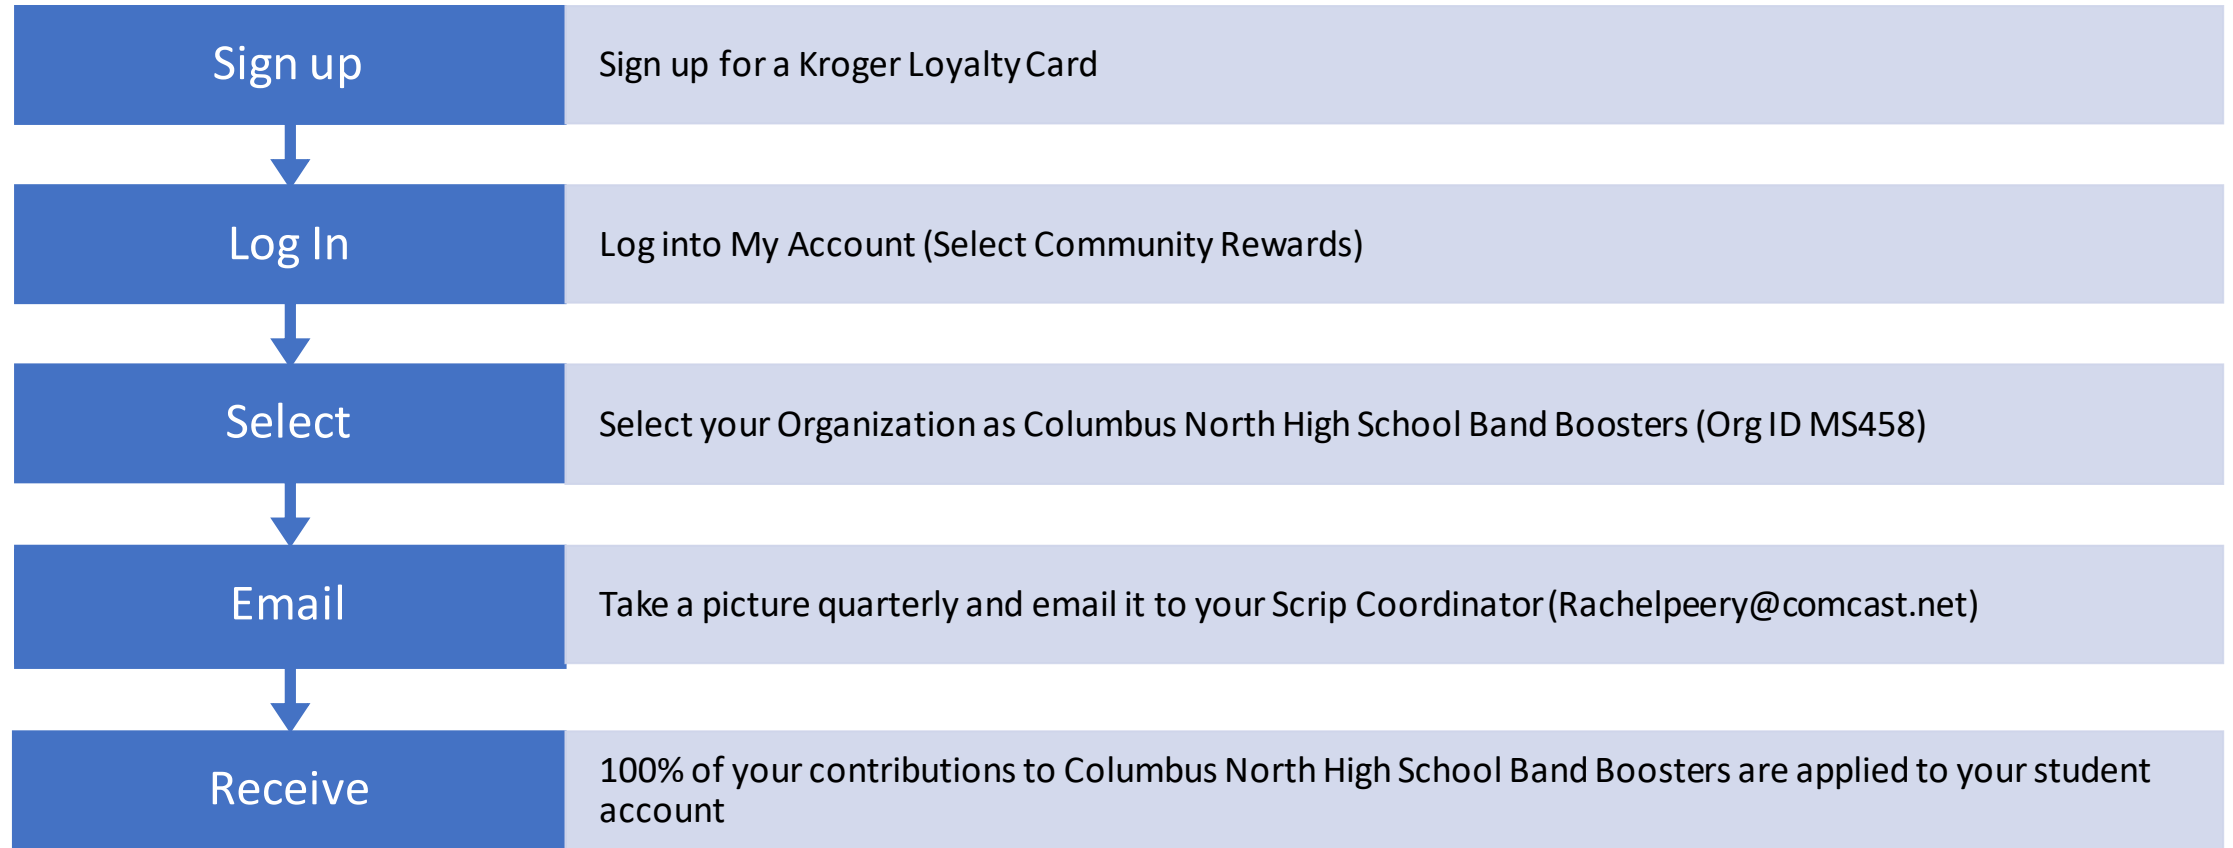 Sign up
Sign up for a Kroger Loyalty Card
Log In
Log into My Account (Select Community Rewards)
Select
Select your Organization as Columbus North High School Band Boosters (Org ID MS458)
Email
Take a picture quarterly and email it to your Scrip Coordinator (Rachelpeery@comcast.net)
Receive
100% of your contributions to Columbus North High School Band Boosters are applied to your student
account